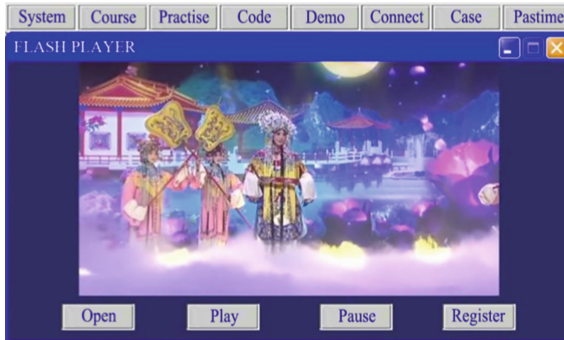 System Course Practise Code Demo Connect Case Pastime
FLASH PLAYER
Open Play Pause Register